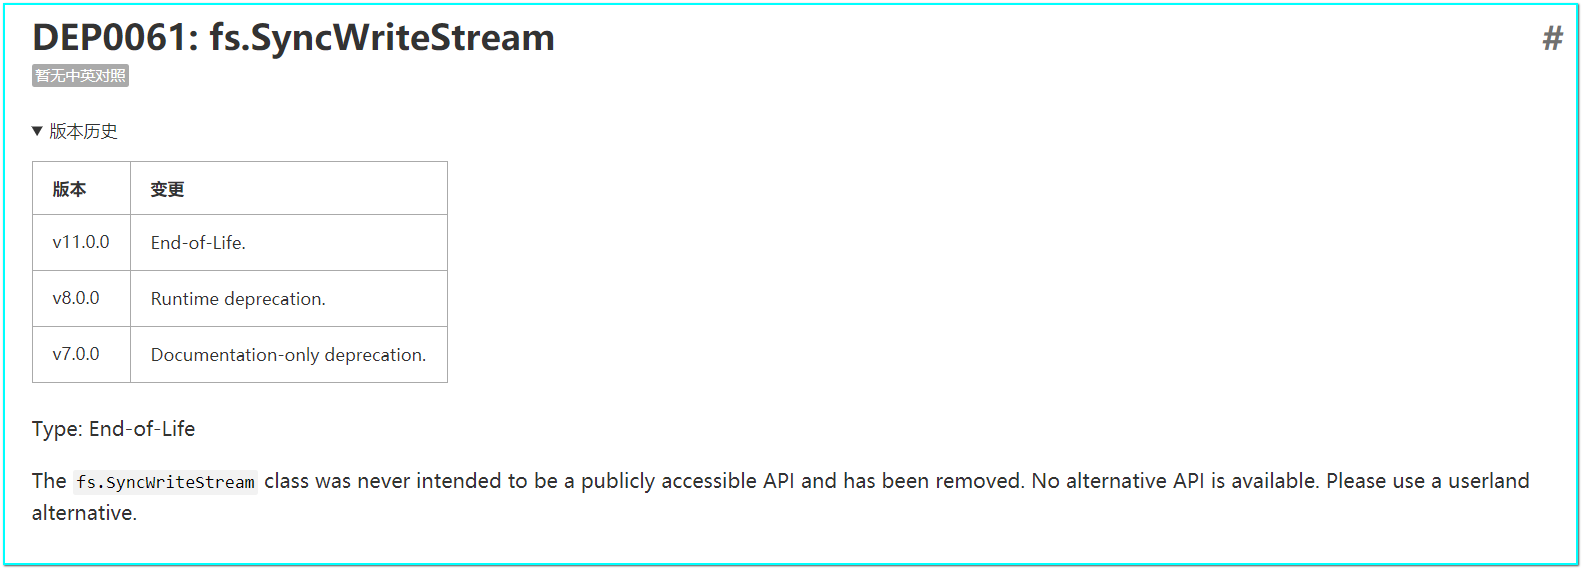 DEP0061: fs.SyncWriteStream #
暂无中英对照
▼ 版本历史
版本 变更
v11.0.0 End-of-Life.
v8.0.0 Runtime deprecation.
v7.0.0 Documentation-only deprecation.
Type: End-of-Life
The fs.SyncWriteStream class was never intended to be a publicly accessible API and has been removed. No alternative API is available. Please use a userland
alternative.